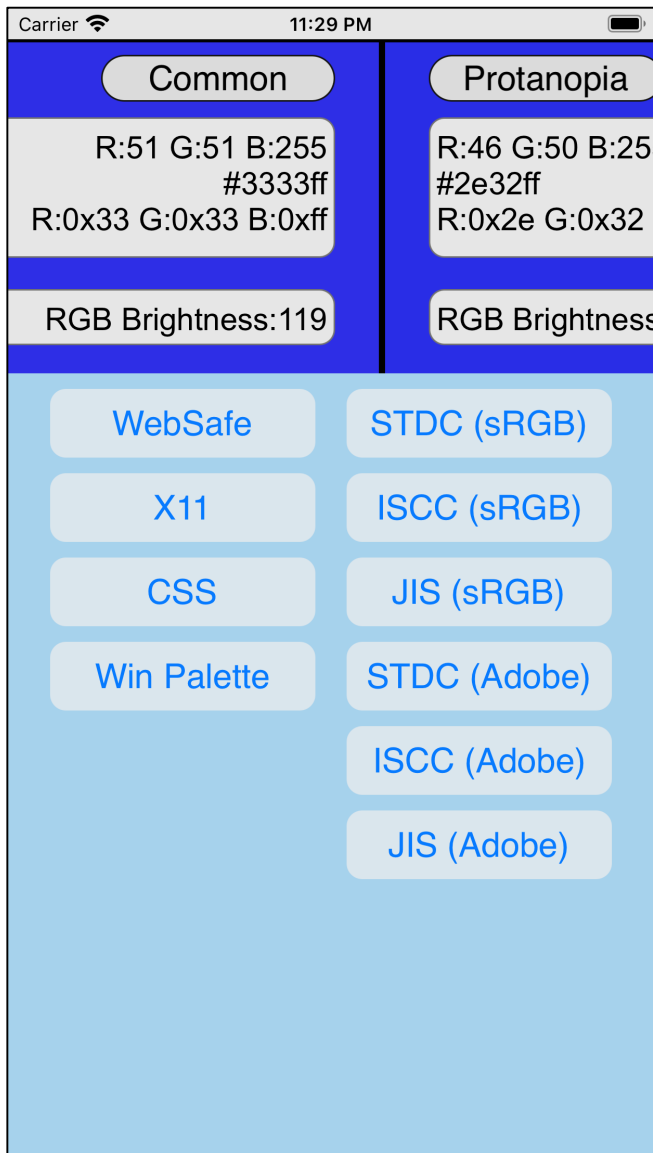 Carrier 11:29 PM
Common
R:51 G:51 B:255
#3333ff
R:0x33 G:0x33 B:0xff
RGB Brightness:119
Protanopia
R:46 G:50 B:25
#2e32ff
R:0x2e G:0x32
RGB Brightness
WebSafe STDC (sRGB)
X11 ISCC (sRGB)
CSS JIS (sRGB)
Win Palette STDC (Adobe)
ISCC (Adobe)
JIS (Adobe)